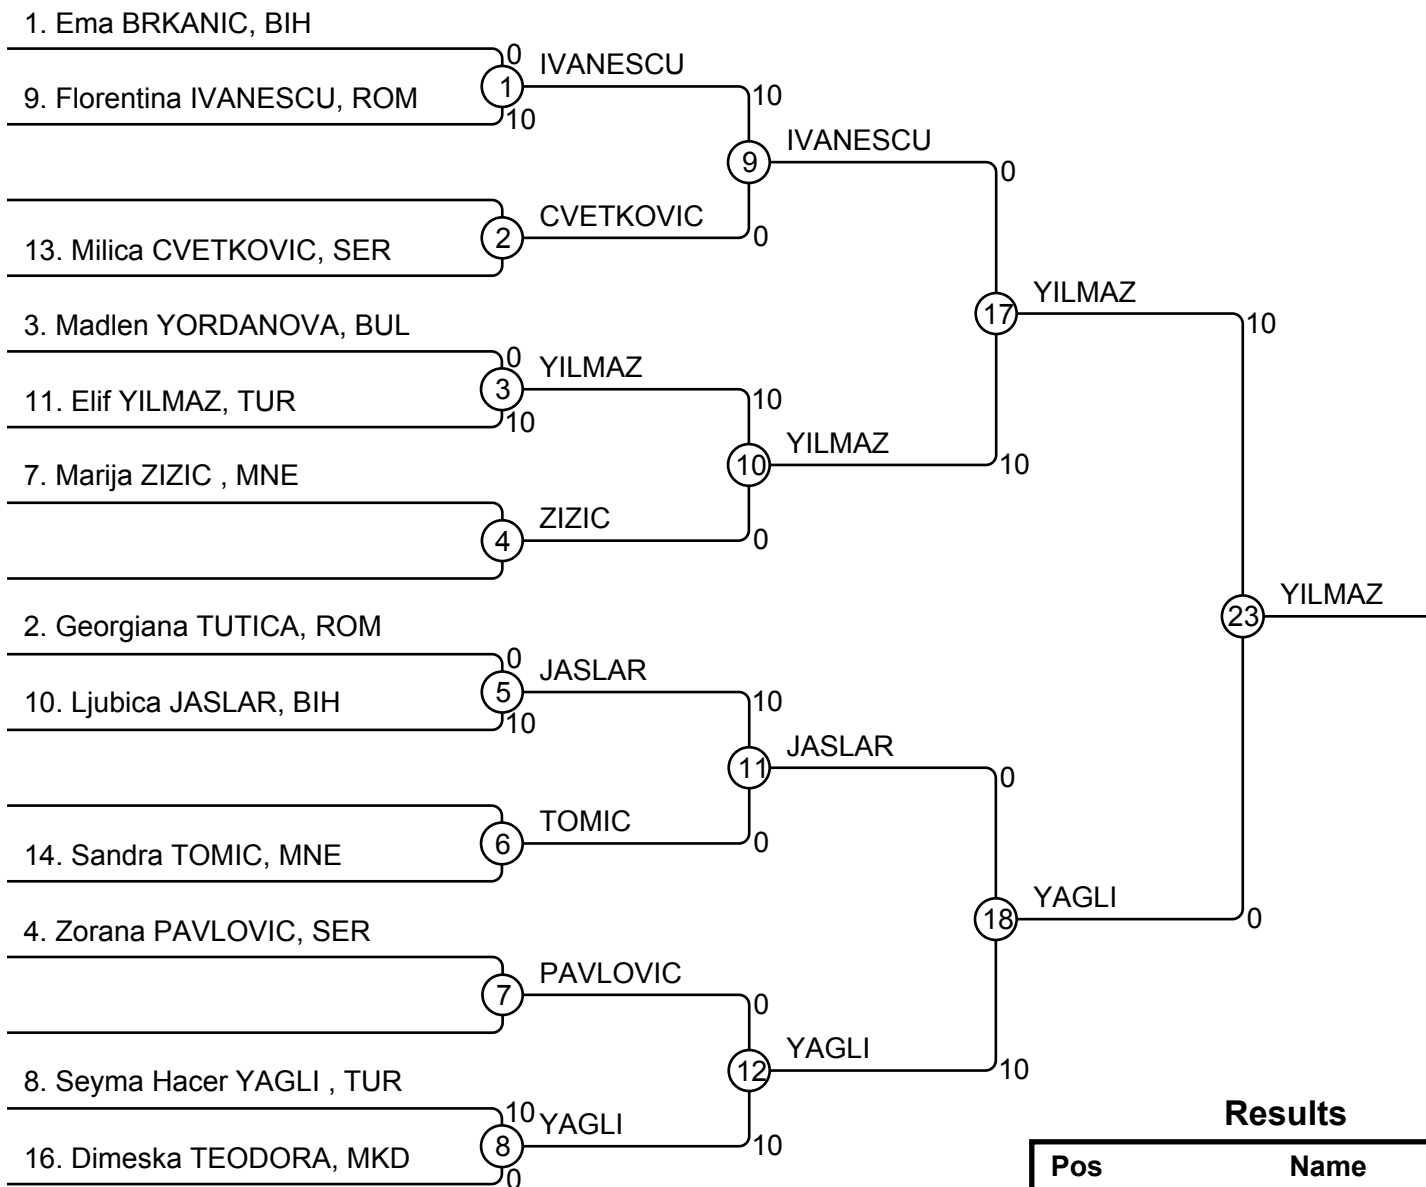 1. Ema BRKANIC, BIH
0
IVANESCU
1
9. Florentina IVANESCU, ROM
10
10
IVANESCU
9
0
CVETKOVIC
2
0
13. Milica CVETKOVIC, SER
YILMAZ
17
10
3. Madlen YORDANOVA, BUL
0
YILMAZ
3
10
11. Elif YILMAZ, TUR
10
YILMAZ
10
10
7. Marija ZIZIC , MNE
ZIZIC
4
0
YILMAZ
23
2. Georgiana TUTICA, ROM
0
JASLAR
5
10
10. Ljubica JASLAR, BIH
10
JASLAR
11
0
TOMIC
6
0
14. Sandra TOMIC, MNE
YAGLI
18
0
4. Zorana PAVLOVIC, SER
PAVLOVIC
7
0
YAGLI
12
10
8. Seyma Hacer YAGLI , TUR
10
YAGLI
8
10
16. Dimeska TEODORA, MKD
0
Results
Pos Name